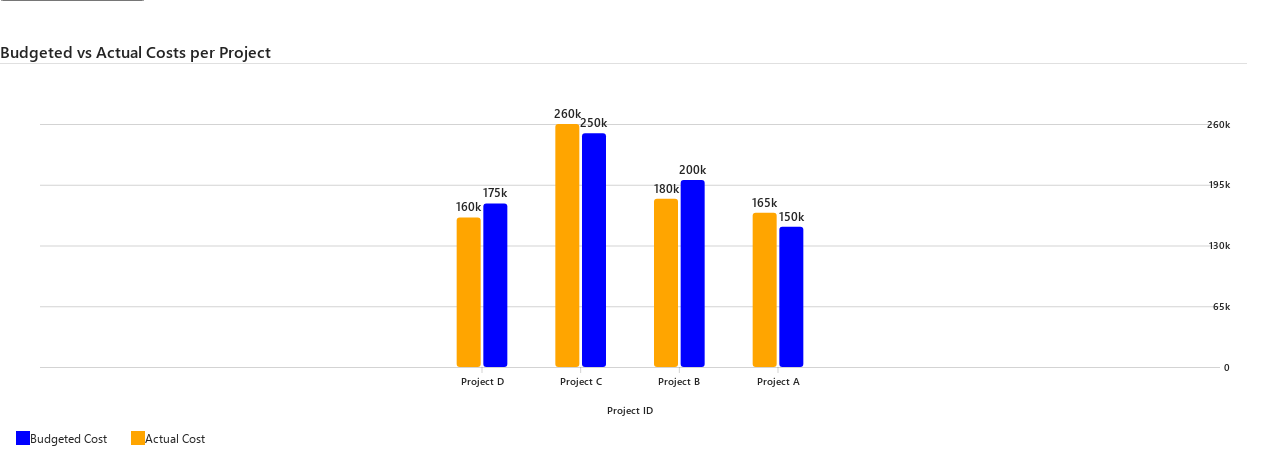 Budgeted vs Actual Costs per Project
260k
250k
260k
200k
175k
180k
195k
160k
165k
150k
130k
65k
0
Project D
Project C
Project B
Project A
Project ID
Budgeted Cost
Actual Cost